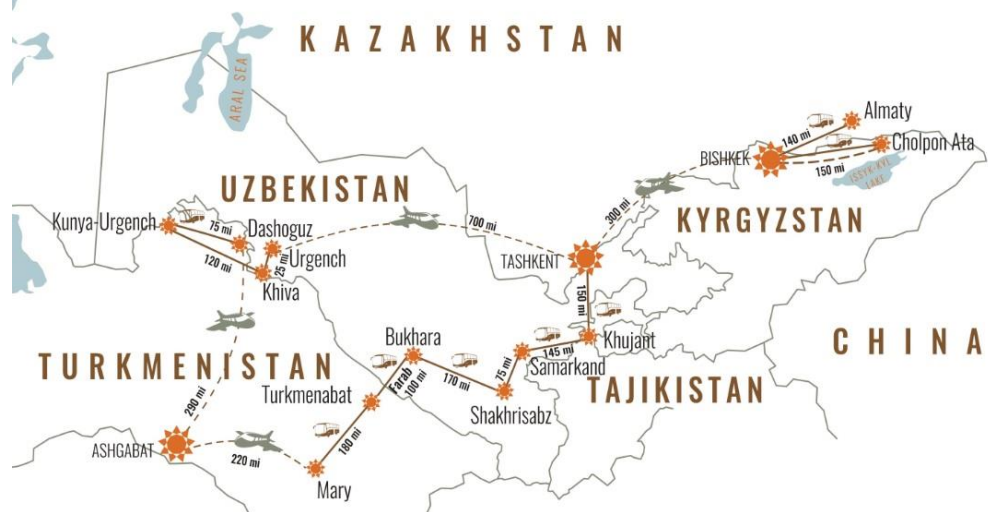 KAZAKHSTAN
ARAL SEA
Almaty
140 mi
BISHKEK
Cholpon Ata
150 mi
ISSYK-KYL
LAKE
UZBEKISTAN
300 mi
KYRGYZSTAN
Kunya-Urgench
75 mi
Dashoguz
700 mi
120 mi
25 mi
Urgench
TASHKENT
Khiva
150 mi
Bukhara
Khujant
CHINA
145 mi
Samarkand
TURKMENISTAN
Farab
100 mi
170 mi
75 mi
TAJIKISTAN
Turkmenabat
Shakhrisabz
290 mi
180 mi
ASHGABAT
220 mi
Mary